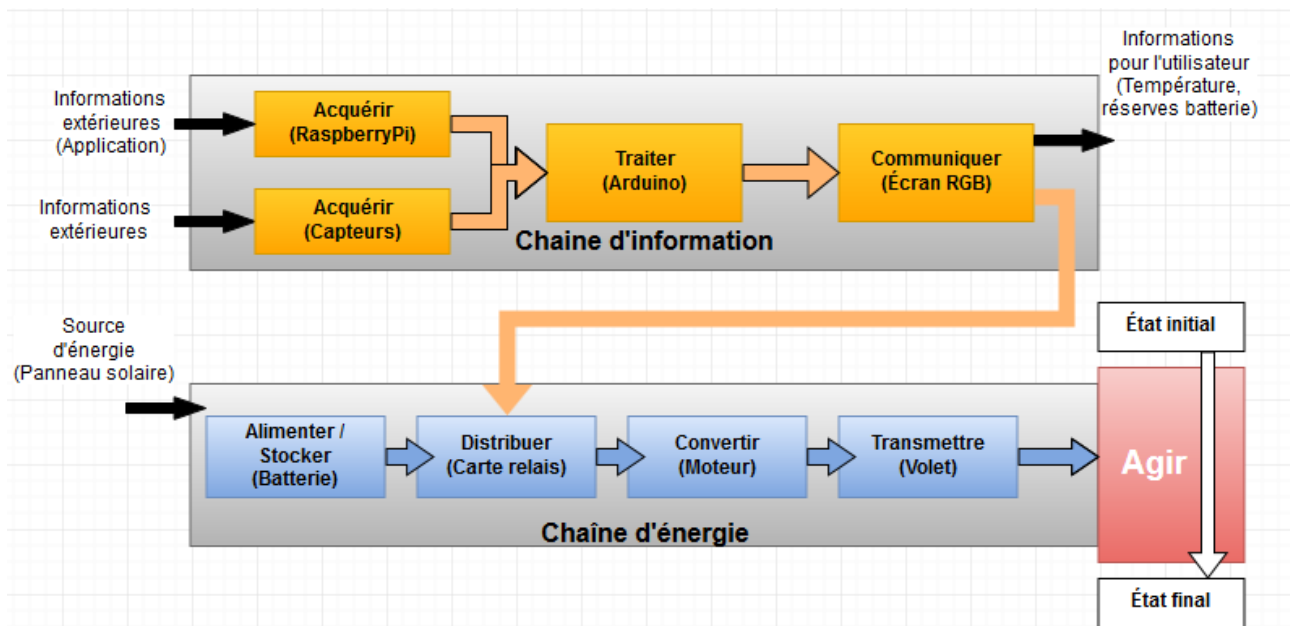 Informations
pour l'utilisateur
(Température,
réserves batterie)
Informations
extérieures
(Application)
Acquérir
(RaspberryPi)
Traiter
(Arduino)
Communiquer
(Écran RGB)
Informations
extérieures
Acquérir
(Capteurs)
Chaine d'information
Source
d'énergie
(Panneau solaire)
État initial
Alimenter /
Stocker
(Batterie)
Distribuer
(Carte relais)
Convertir
(Moteur)
Transmettre
(Volet)
Agir
Chaîne d'énergie
État final